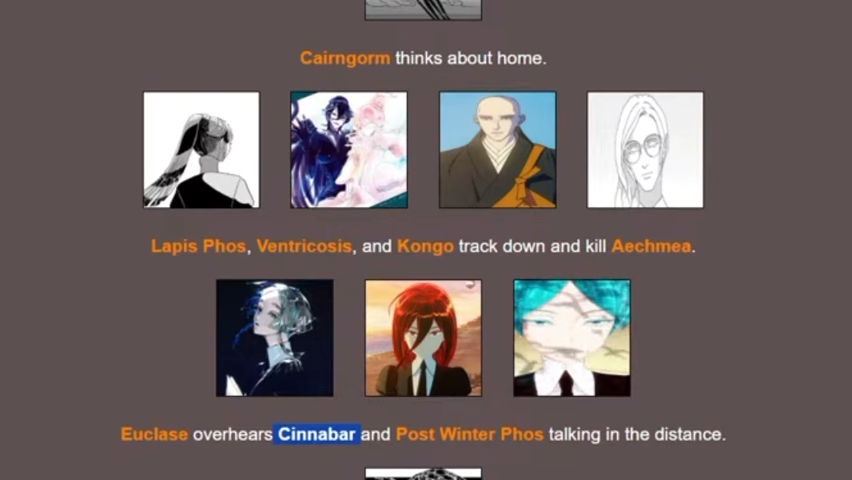 Cairngorm thinks about home.
Lapis Phos, Ventricosis, and Kongo track down and kill Aechmea.
Euclase overhears Cinnabar and Post Winter Phos talking in the distance.